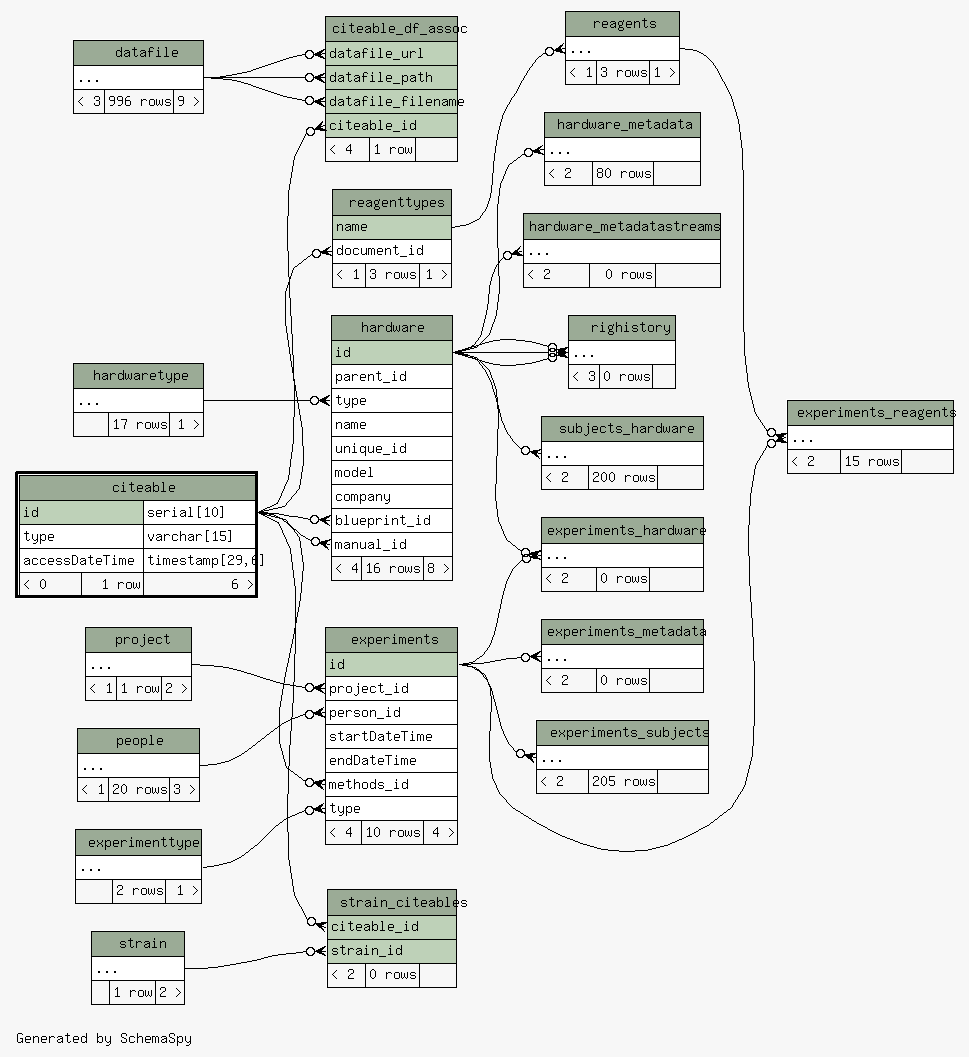 datafile
...
< 3 996 rows 9 >
citeable_df_assoc
datafile_url
datafile_path
datafile_filename
citeable_id
< 4 1 row
reagents
...
< 1 3 rows 1 >
hardware_metadata
...
< 2 80 rows
reagenttypes
name
document_id
< 1 3 rows 1 >
hardware_metadatastreams
...
< 2 0 rows
hardware
id
parent_id
type
name
unique_id
model
company
blueprint_id
manual_id
< 4 16 rows 8 >
righistory
...
< 3 0 rows
hardwaretype
...
17 rows 1 >
subjects_hardware
...
< 2 200 rows
experiments_reagents
...
< 2 15 rows
citeable
id serial[10]
type varchar[15]
accessDateTime timestamp[29,6]
< 0 1 row 6 >
experiments_hardware
...
< 2 0 rows
project
...
< 1 1 row 2 >
experiments
id
project_id
person_id
startDateTime
endDateTime
methods_id
type
< 4 10 rows 4 >
experiments_metadata
...
< 2 0 rows
people
...
< 1 20 rows 3 >
experiments_subjects
...
< 2 205 rows
experimenttype
...
2 rows 1 >
strain_citeables
citeable_id
strain_id
< 2 0 rows
strain
...
1 row 2 >
Generated by SchemaSpy